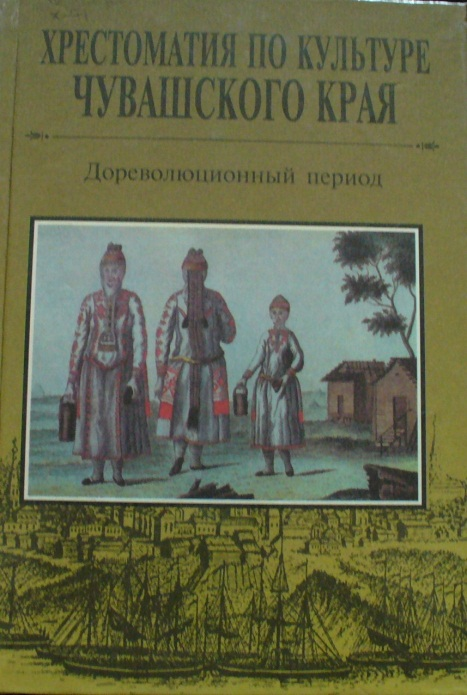 ХРЕСТОМАТИЯ ПО КУЛЬТУРЕ
ЧУВАШСКОГО КРАЯ
Дореволюционный период